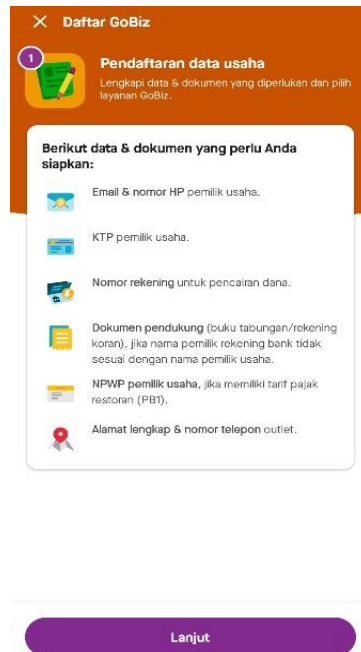 Daftar GoBiz
1
Pendaftaran data usaha
Lengkapi data & dokumen yang diperlukan dan pilih
layanan GoBiz.
Berikut data & dokumen yang perlu Anda
siapkan:
Email & nomor HP pemilik usaha.
KTP pemilik usaha.
Nomor rekening untuk pencairan dana.
Dokumen pendukung (buku tabungan/rekening
koran), jika nama pemilik rekening bank tidak
sesuai dengan nama pemilik usaha.
NPWP pemilik usaha, jika memiliki tarif pajak
restoran (PB1).
Alamat lengkap & nomor telepon outlet.
Lanjut